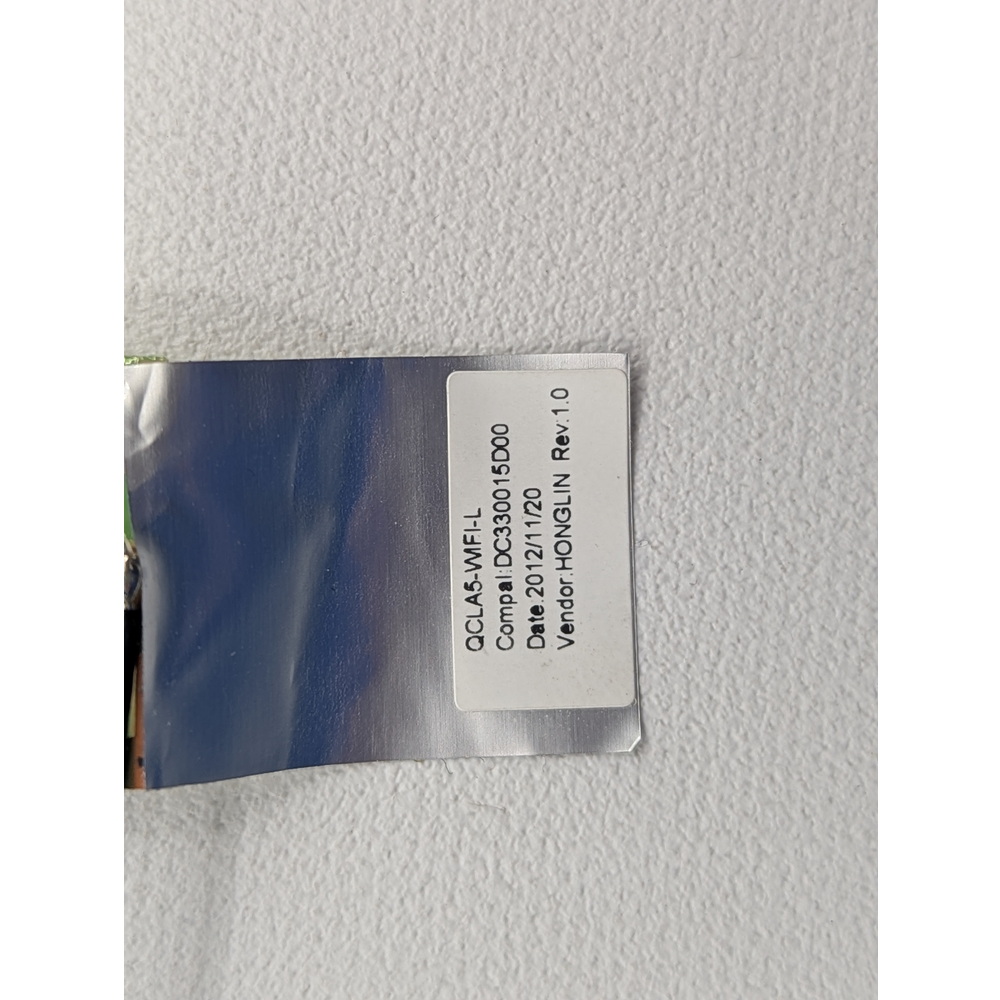 QCLA5-WIFI-L
Compal:DC330015D00
Date:2012/11/20
Vendor:HONGLIN Rev:1.0